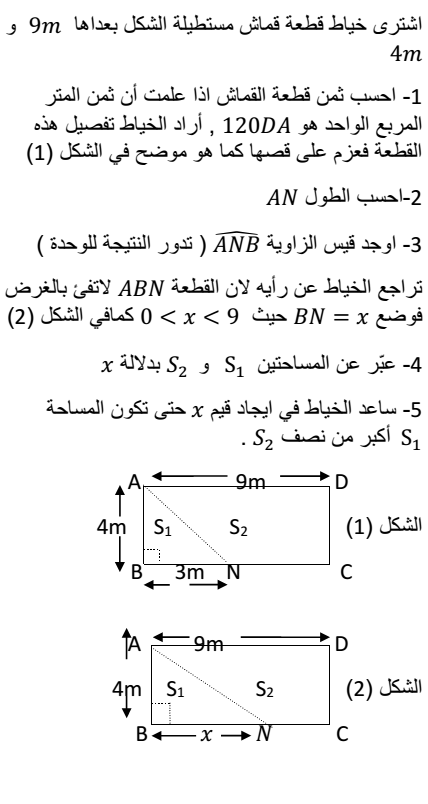 اشترى خياط قطعة قماش مستطيلة الشكل بعداها 9m و
4m
1- احسب ثمن قطعة القماش اذا علمت أن ثمن المتر
المربع الواحد هو 120DA , أراد الخياط تفصيل هذه
القطعة فعزم على قصها كما هو موضح في الشكل (1)
2-احسب الطول AN
3- اوجد قيس الزاوية \widehat{ANB} ( تدور النتيجة للوحدة )
تراجع الخياط عن رأيه لان القطعة ABN لاتفئ بالغرض
فوضع BN = x حيث 0 < x < 9 كمافي الشكل (2)
4- عبّر عن المساحتين S₁ و S₂ بدلالة x
5- ساعد الخياط في ايجاد قيم x حتى تكون المساحة
S₁ أكبر من نصف S₂ .
A 9m D
4m S₁ S₂ الشكل (1)
B 3m N C
A 9m D
4m S₁ S₂ الشكل (2)
B x N C